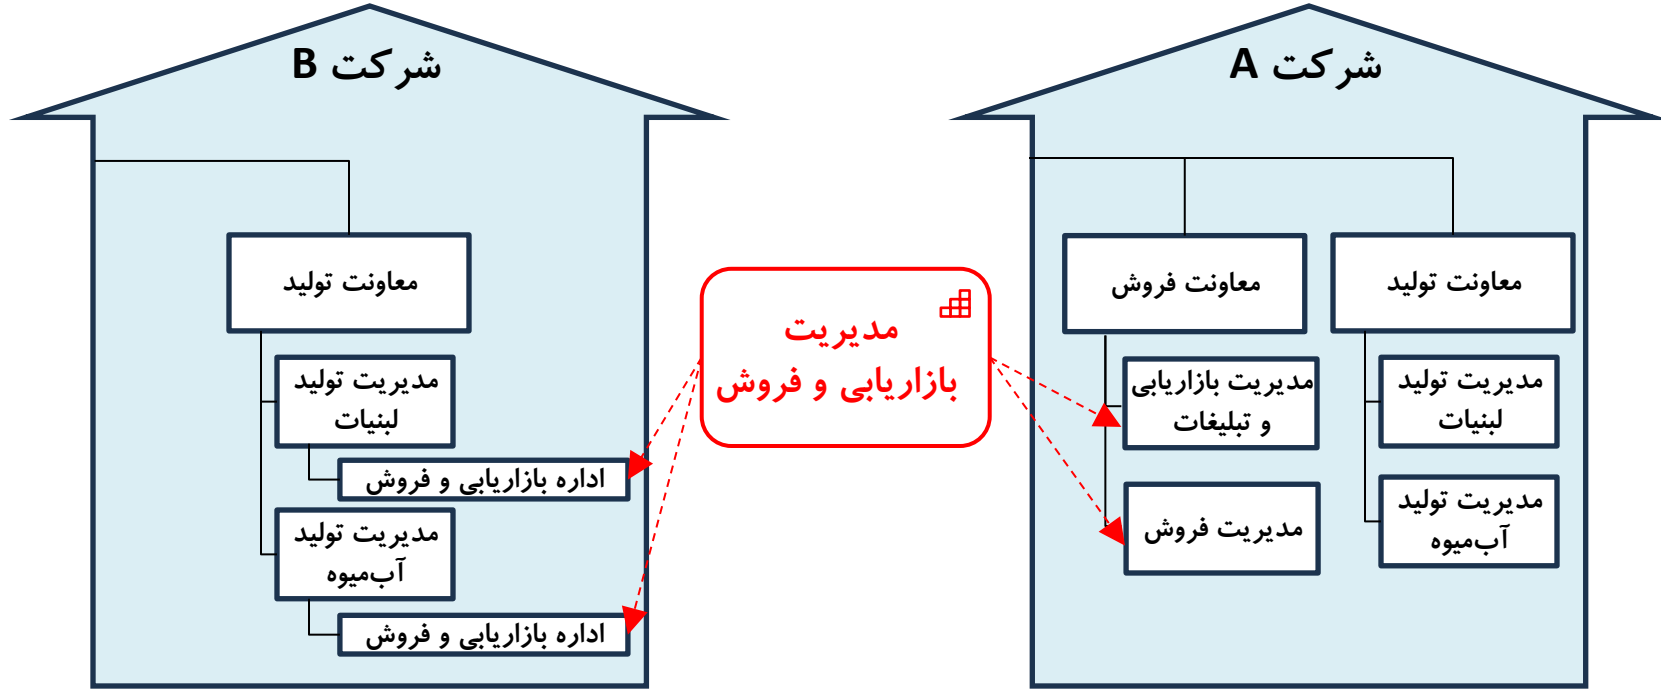 شرکت A
معاونت تولید
مدیریت تولید
لبنیات
مدیریت تولید
آب‌میوه
معاونت فروش
مدیریت بازاریابی
و تبلیغات
مدیریت فروش
مدیریت
بازاریابی و فروش
شرکت B
معاونت تولید
مدیریت تولید
لبنیات
اداره بازاریابی و فروش
مدیریت تولید
آب‌میوه
اداره بازاریابی و فروش